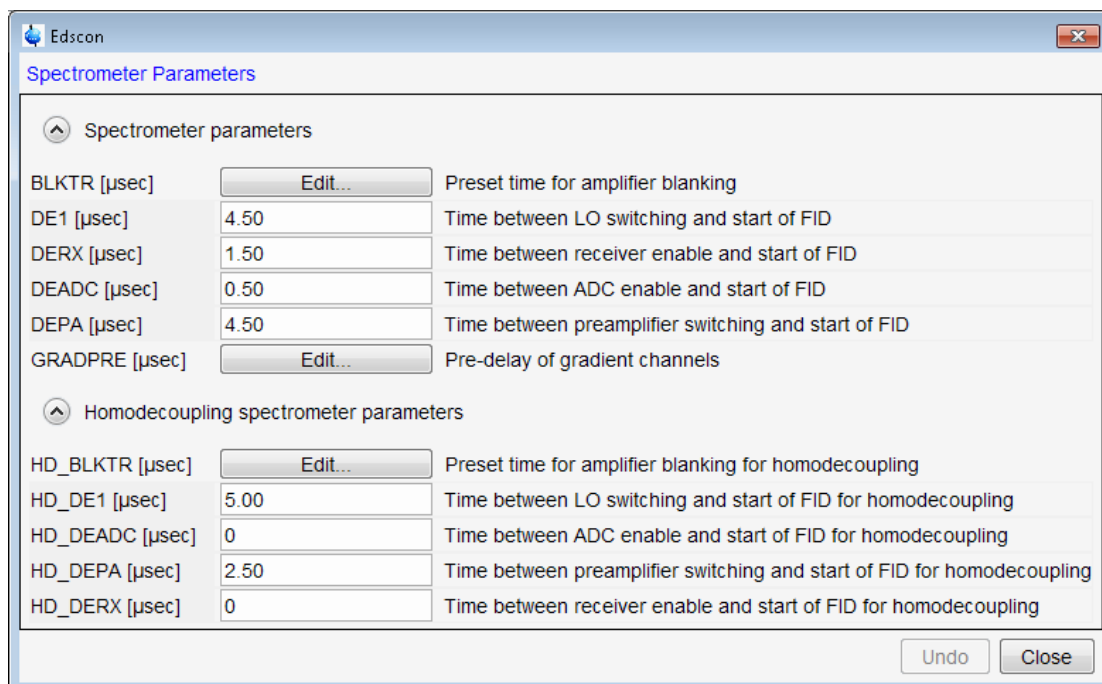 Edscon
Spectrometer Parameters
Spectrometer parameters
BLKTR [µsec] Edit... Preset time for amplifier blanking
DE1 [µsec] 4.50 Time between LO switching and start of FID
DERX [µsec] 1.50 Time between receiver enable and start of FID
DEADC [µsec] 0.50 Time between ADC enable and start of FID
DEPA [µsec] 4.50 Time between preamplifier switching and start of FID
GRADPRE [µsec] Edit... Pre-delay of gradient channels
Homodecoupling spectrometer parameters
HD_BLKTR [µsec] Edit... Preset time for amplifier blanking for homodecoupling
HD_DE1 [µsec] 5.00 Time between LO switching and start of FID for homodecoupling
HD_DEADC [µsec] 0 Time between ADC enable and start of FID for homodecoupling
HD_DEPA [µsec] 2.50 Time between preamplifier switching and start of FID for homodecoupling
HD_DERX [µsec] 0 Time between receiver enable and start of FID for homodecoupling
Undo Close